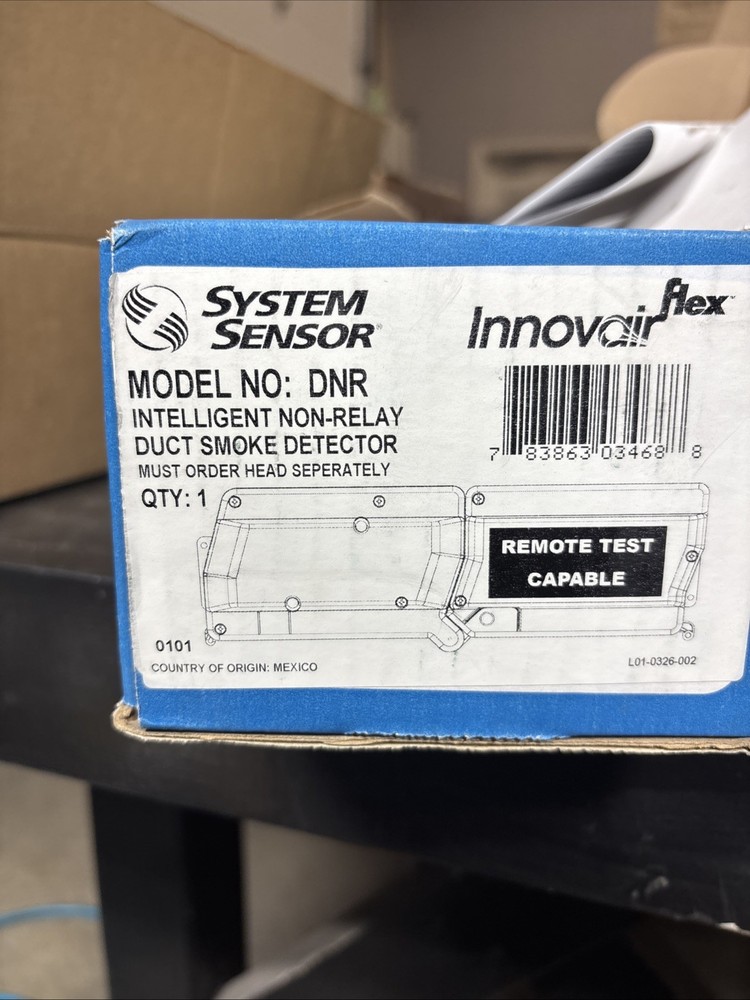 SYSTEM
SENSOR®
Innovairflex™
MODEL NO: DNR
INTELLIGENT NON-RELAY
DUCT SMOKE DETECTOR
MUST ORDER HEAD SEPERATELY
QTY: 1
7 83863 03468 8
REMOTE TEST
CAPABLE
0101
COUNTRY OF ORIGIN: MEXICO
L01-0326-002